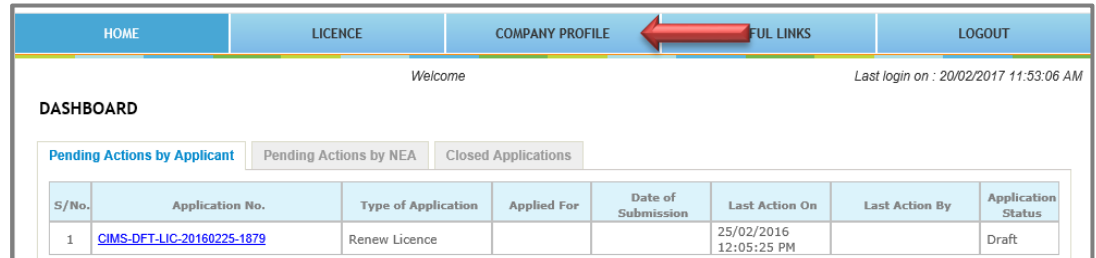 HOME LICENCE COMPANY PROFILE FUL LINKS LOGOUT
Welcome Last login on : 20/02/2017 11:53:06 AM
DASHBOARD
Pending Actions by Applicant Pending Actions by NEA Closed Applications
S/No. Application No. Type of Application Applied For Date of Submission Last Action On Last Action By Application Status
1 CIMS-DFT-LIC-20160225-1879 Renew Licence 25/02/2016 12:05:25 PM Draft